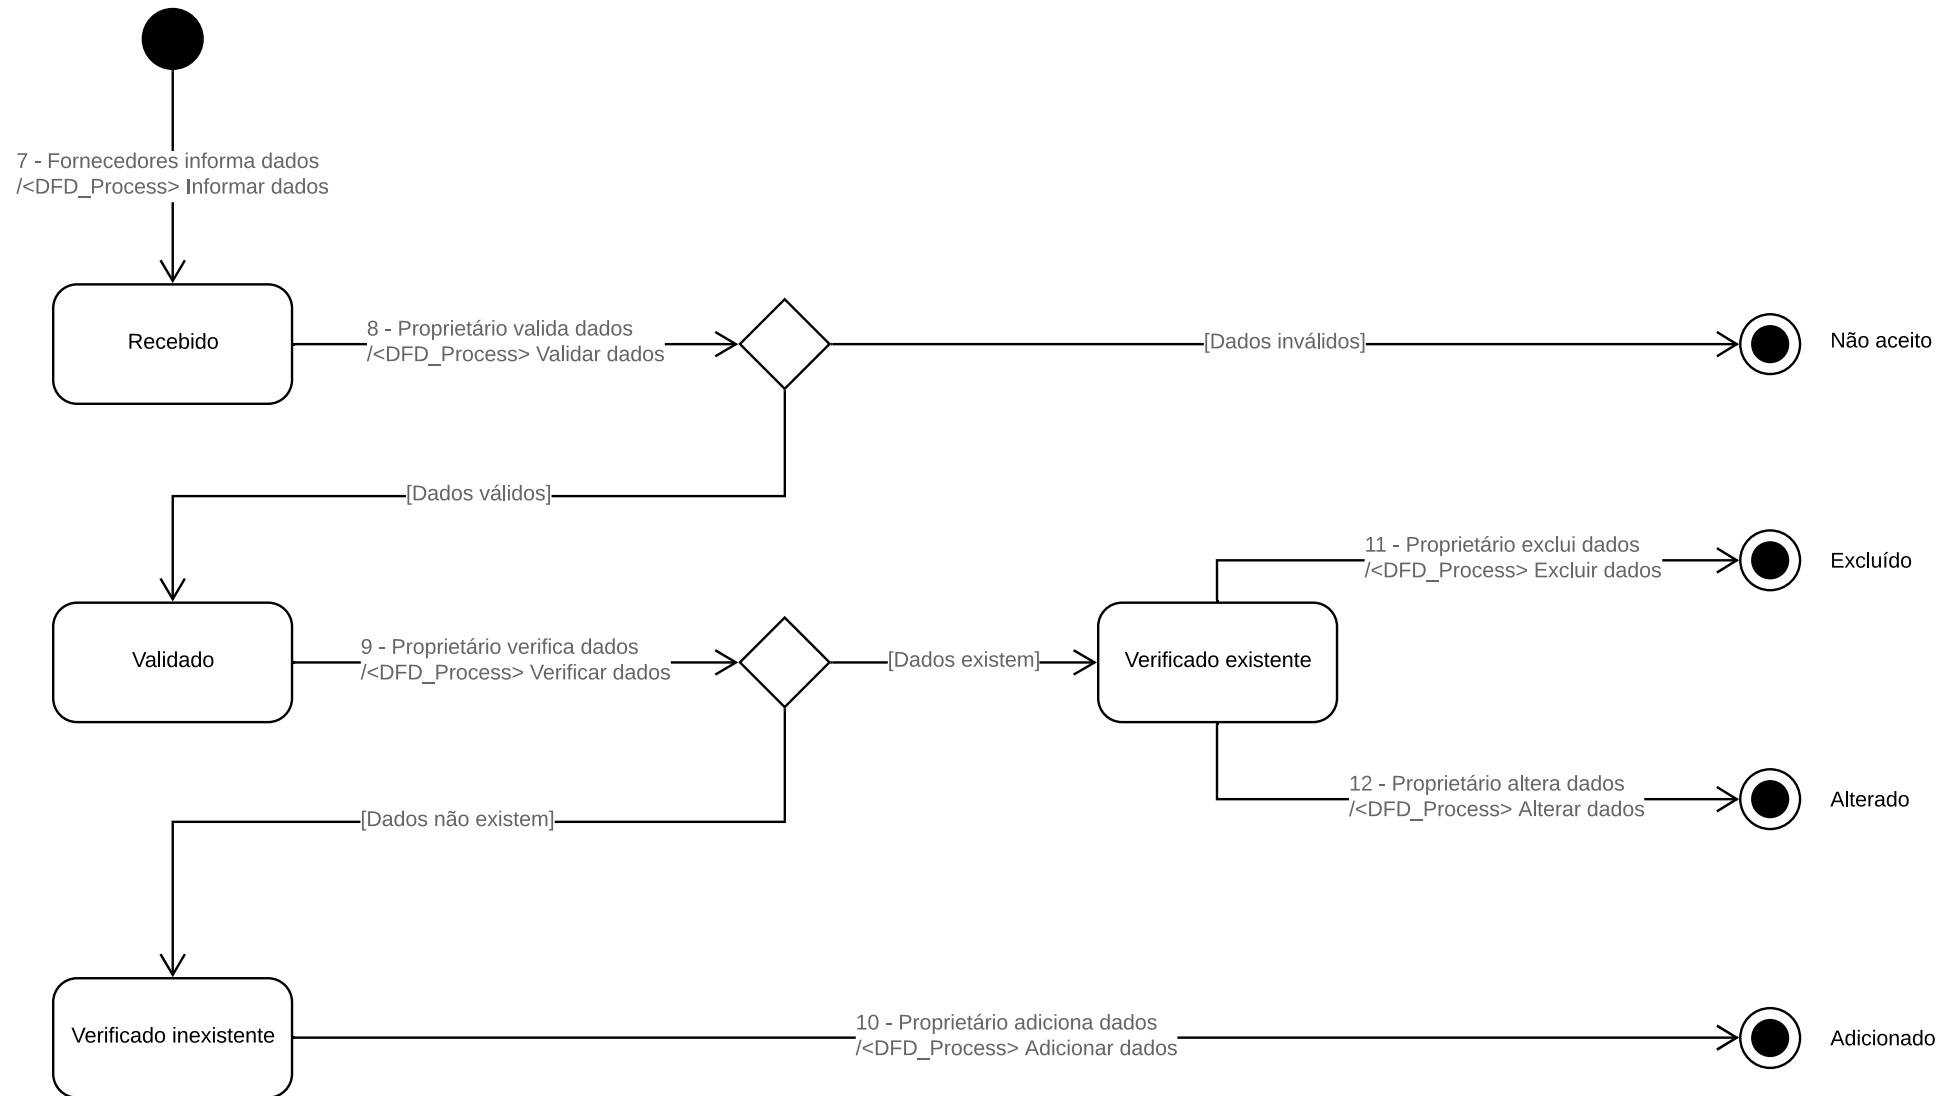 7 - Fornecedores informa dados
/<DFD_Process> Informar dados
Recebido
8 - Proprietário valida dados
/<DFD_Process> Validar dados
[Dados inválidos]
Não aceito
[Dados válidos]
11 - Proprietário exclui dados
/<DFD_Process> Excluir dados
Excluído
Validado
9 - Proprietário verifica dados
/<DFD_Process> Verificar dados
[Dados existem]
Verificado existente
12 - Proprietário altera dados
/<DFD_Process> Alterar dados
Alterado
[Dados não existem]
Verificado inexistente
10 - Proprietário adiciona dados
/<DFD_Process> Adicionar dados
Adicionado